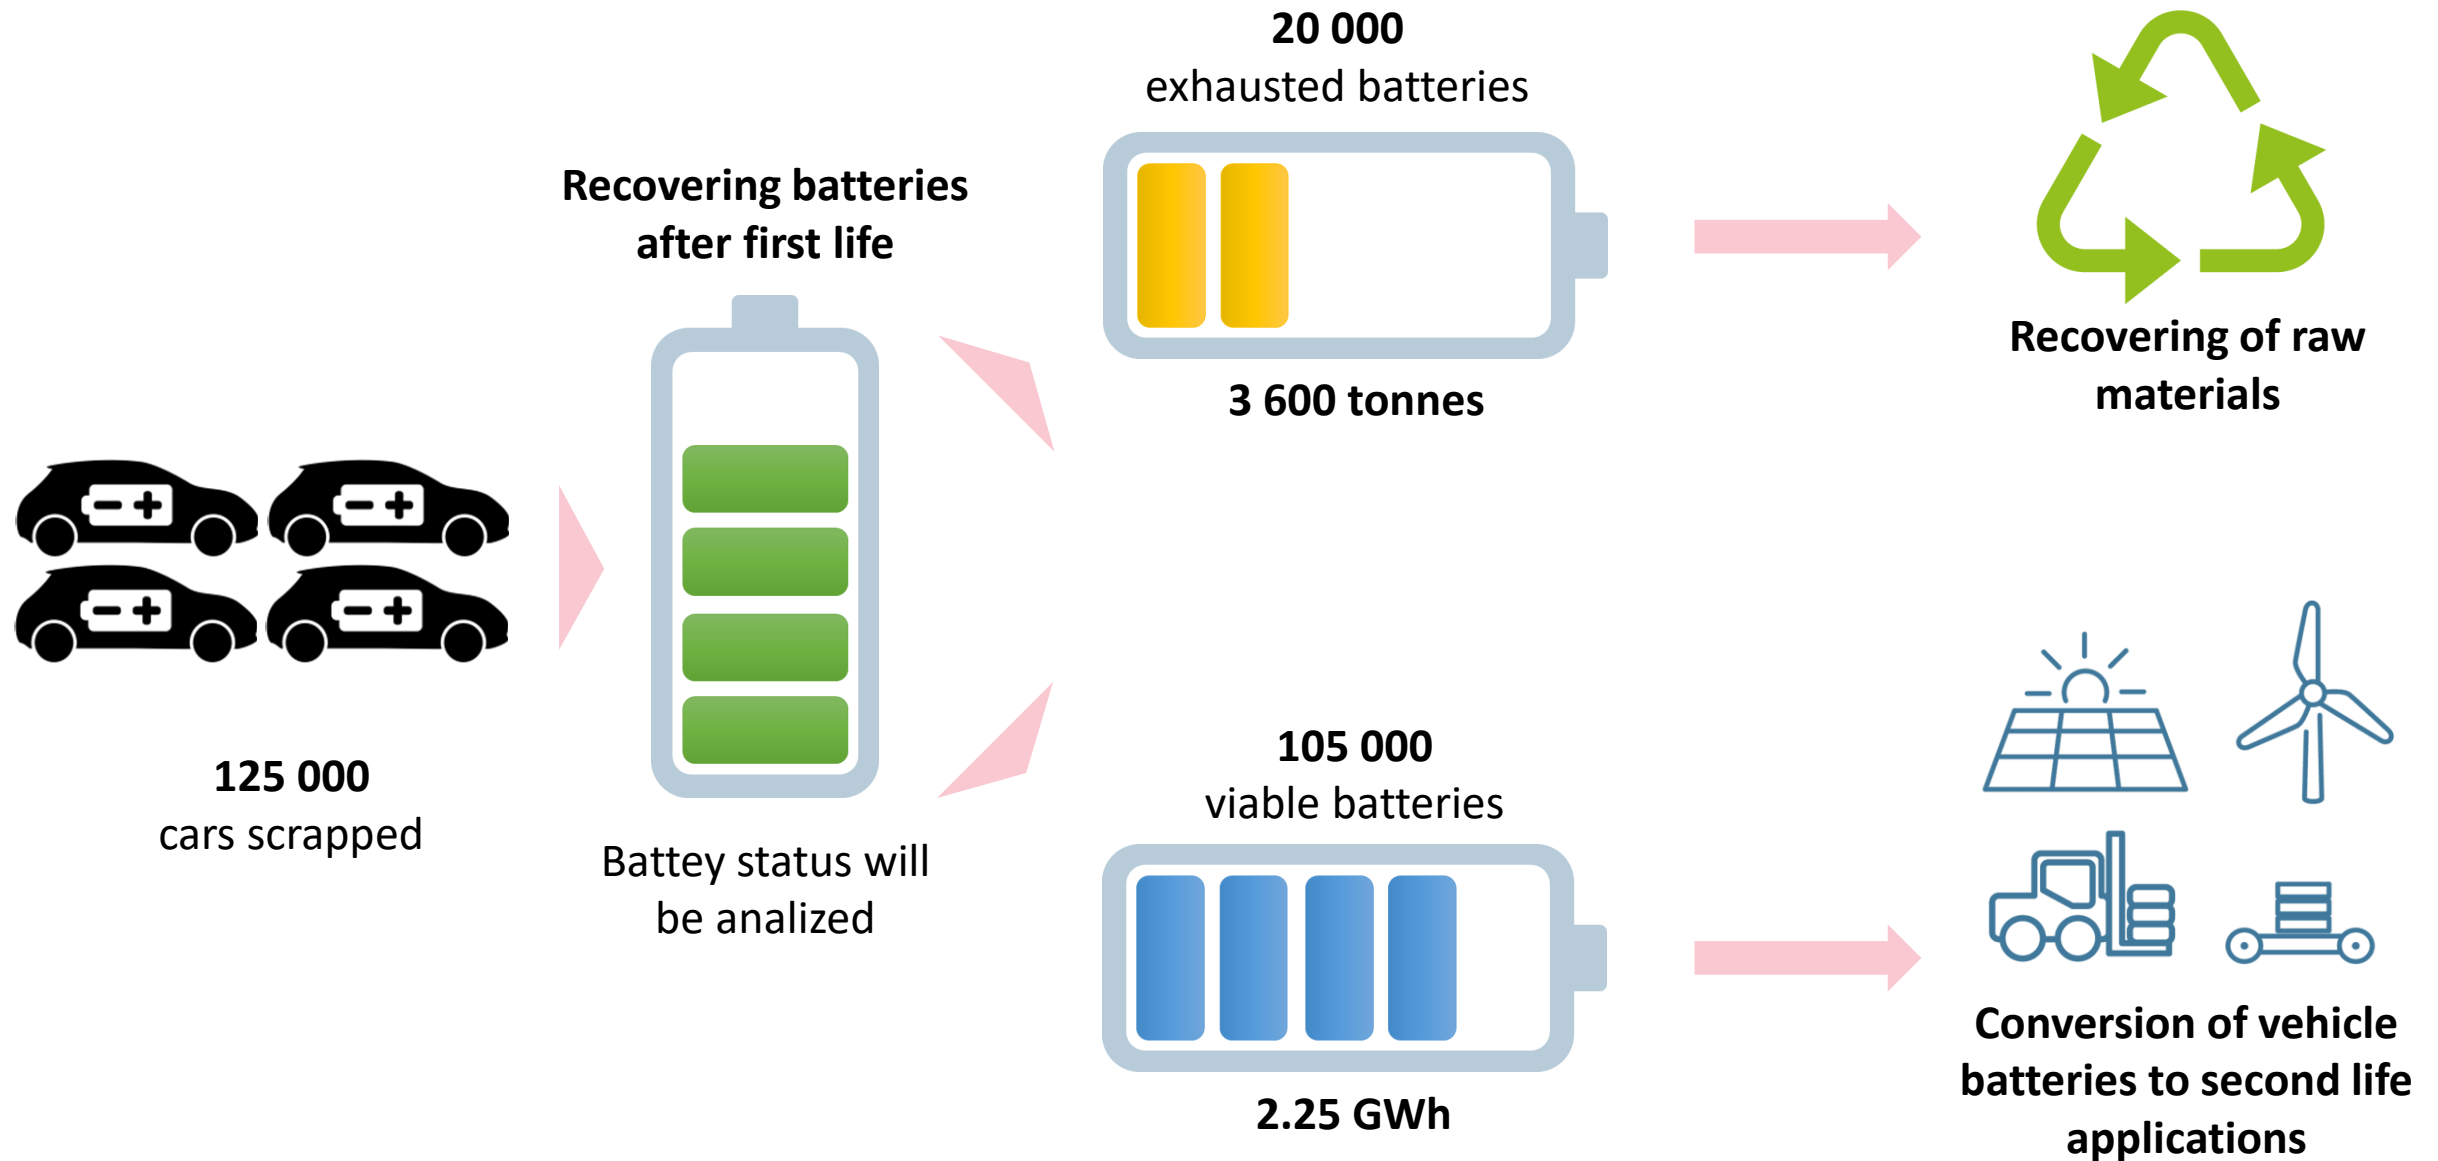 125 000
cars scrapped
Recovering batteries
after first life
Battey status will
be analized
20 000
exhausted batteries
3 600 tonnes
Recovering of raw
materials
105 000
viable batteries
2.25 GWh
Conversion of vehicle
batteries to second life
applications